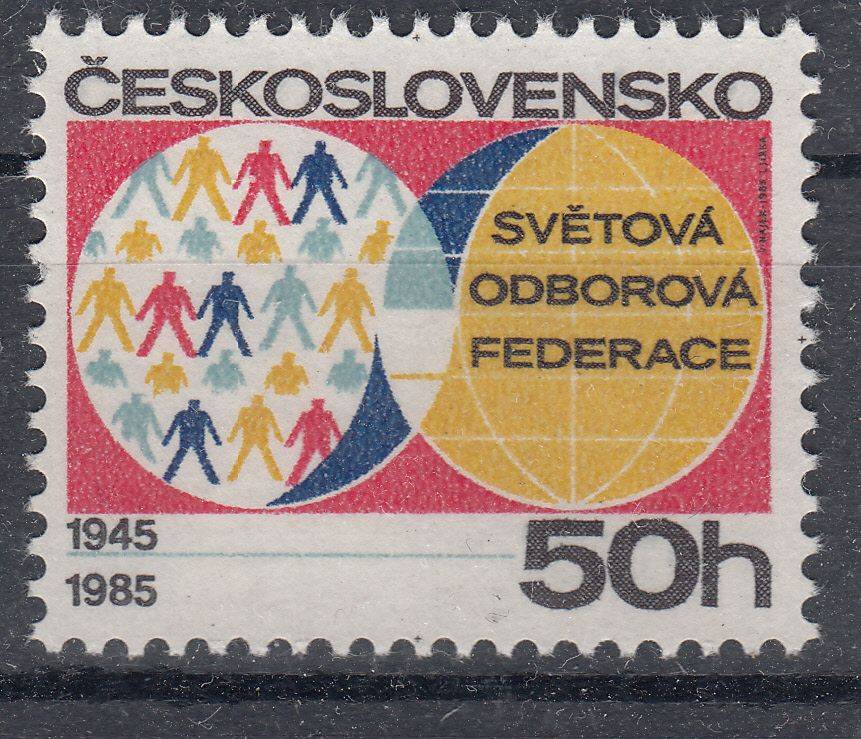 ČESKOSLOVENSKO
SVĚTOVÁ
ODBOROVÁ
FEDERACE
1945
1985
50h